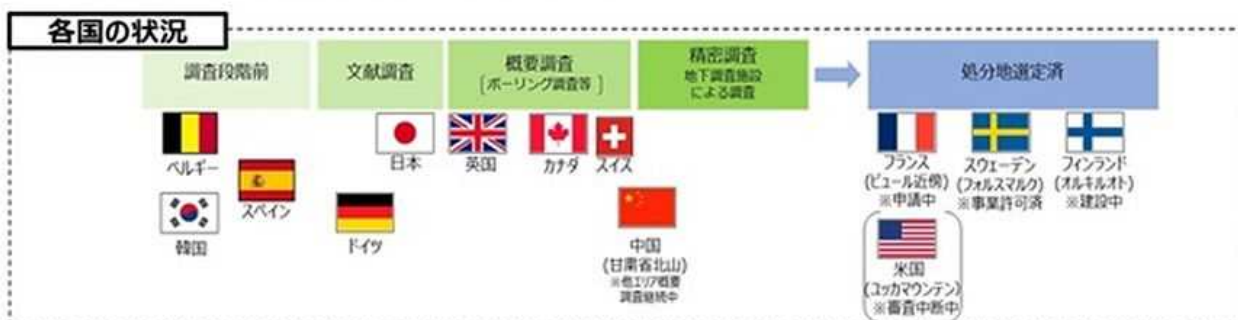 各国の状況
調査段階前
文献調査
概要調査
[ボーリング調査等]
精密調査
地下調査施設
による調査
処分地選定済
ベルギー
スペイン
韓国
日本
ドイツ
英国
カナダ
スイス
中国
(甘粛省北山)
※他エリア概要
調査継続中
フランス
(ビュール近傍)
※申請中
スウェーデン
(フォルスマルク)
※事業許可済
フィンランド
(オルキルオト)
※建設中
米国
(ユッカマウンテン)
※審査中断中